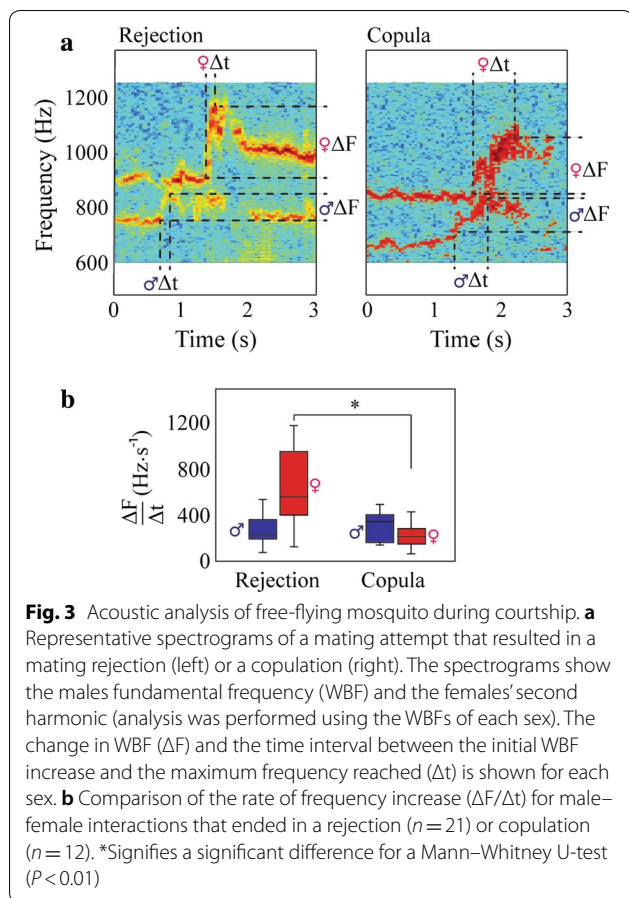 a Rejection Copula
♀Δt ♀Δt
Frequency (Hz)
1200
1000
800
600
♀ΔF ♀ΔF
♂ΔF ♂ΔF
♂Δt ♂Δt
0 1 2 3 0 1 2 3
Time (s) Time (s)
b
ΔF/Δt (Hz·s⁻¹)
1200
800
400
0
*
♂ ♀ ♂ ♀
Rejection Copula
Fig. 3 Acoustic analysis of free-flying mosquito during courtship. a
Representative spectrograms of a mating attempt that resulted in a
mating rejection (left) or a copulation (right). The spectrograms show
the males fundamental frequency (WBF) and the females’ second
harmonic (analysis was performed using the WBFs of each sex). The
change in WBF (ΔF) and the time interval between the initial WBF
increase and the maximum frequency reached (Δt) is shown for each
sex. b Comparison of the rate of frequency increase (ΔF/Δt) for male–
female interactions that ended in a rejection (n = 21) or copulation
(n = 12). *Signifies a significant difference for a Mann–Whitney U-test
(P < 0.01)